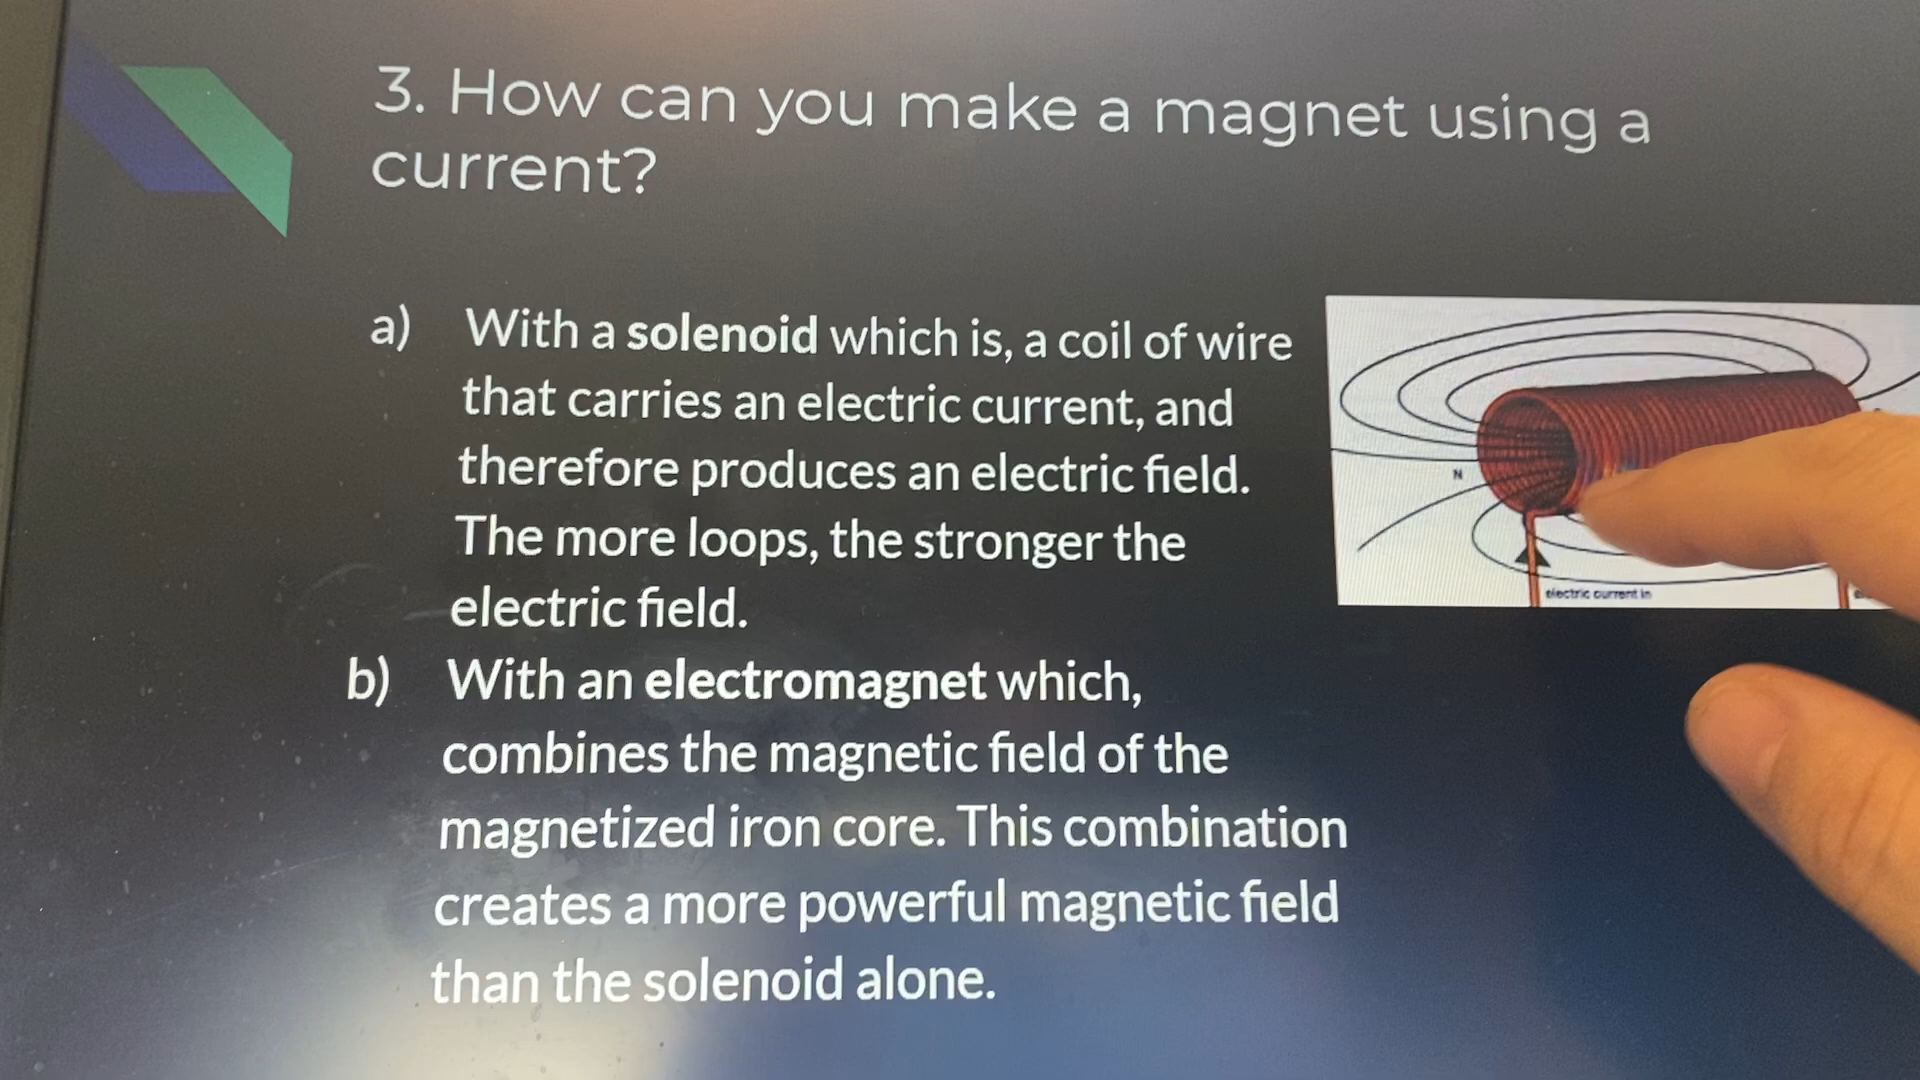 3. How can you make a magnet using a
current?
a) With a solenoid which is, a coil of wire
that carries an electric current, and
therefore produces an electric field.
The more loops, the stronger the
electric field.
N
electric current in
b) With an electromagnet which,
combines the magnetic field of the
magnetized iron core. This combination
creates a more powerful magnetic field
than the solenoid alone.